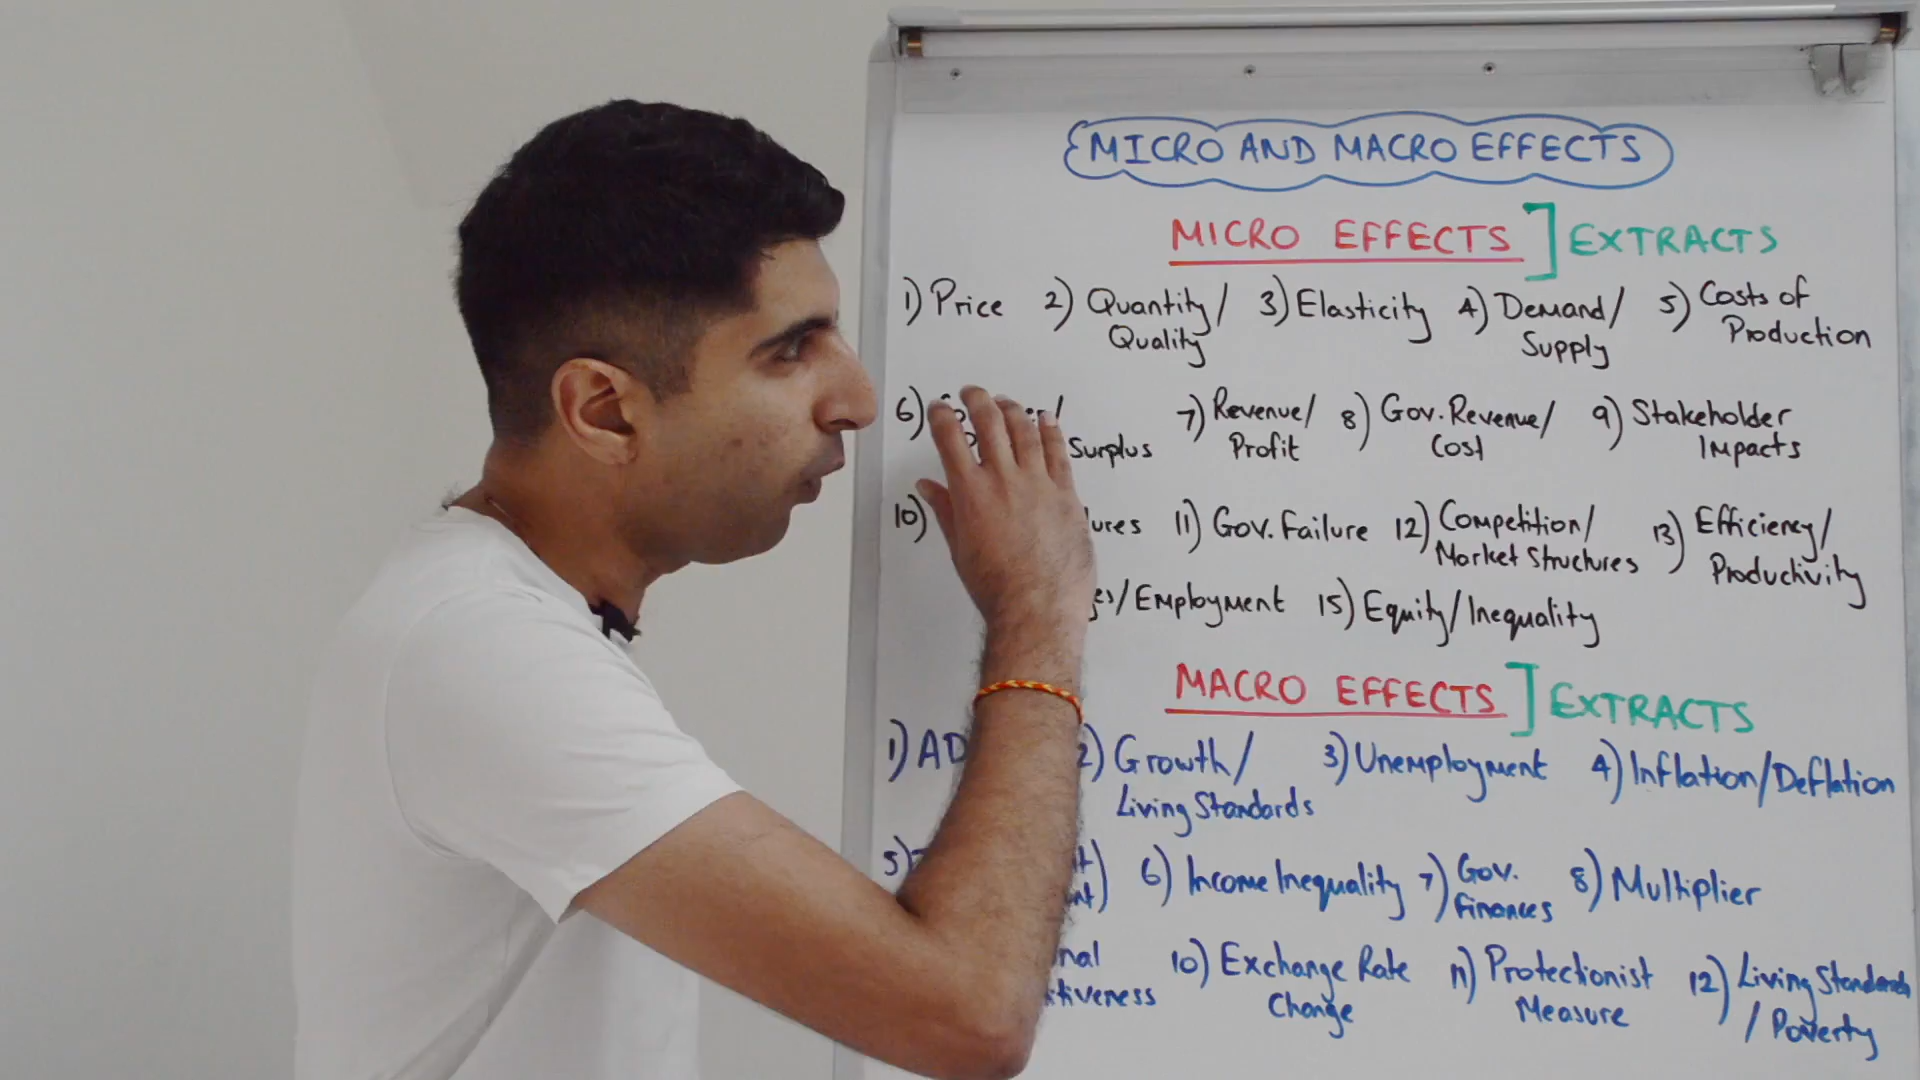 MICRO AND MACRO EFFECTS
MICRO EFFECTS ] EXTRACTS
1) Price 2) Quantity/ 3) Elasticity 4) Demand/ 5) Costs of
Quality Supply Production
6) 7) Revenue/ 8) Gov. Revenue/ 9) Stakeholder
Surplus Profit Cost Impacts
10) 11) Gov. Failure 12) Competition/ 13) Efficiency/
Market Structures Productivity
/Employment 15) Equity/Inequality
MACRO EFFECTS ] EXTRACTS
1) AD 2) Growth/ 3) Unemployment 4) Inflation/Deflation
Living Standards
5) 6) Income Inequality 7) Gov. 8) Multiplier
Finances
10) Exchange Rate 11) Protectionist 12) Living Standards
Change Measure / Poverty